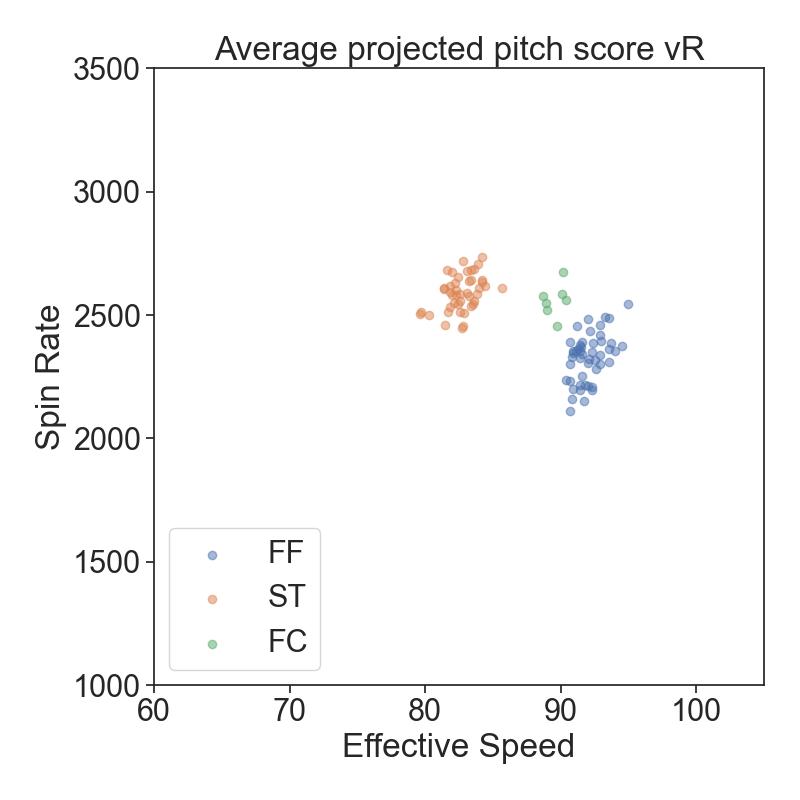 Average projected pitch score vR
3500
3000
2500
2000
1500
1000
Spin Rate
FF
ST
FC
60 70 80 90 100
Effective Speed